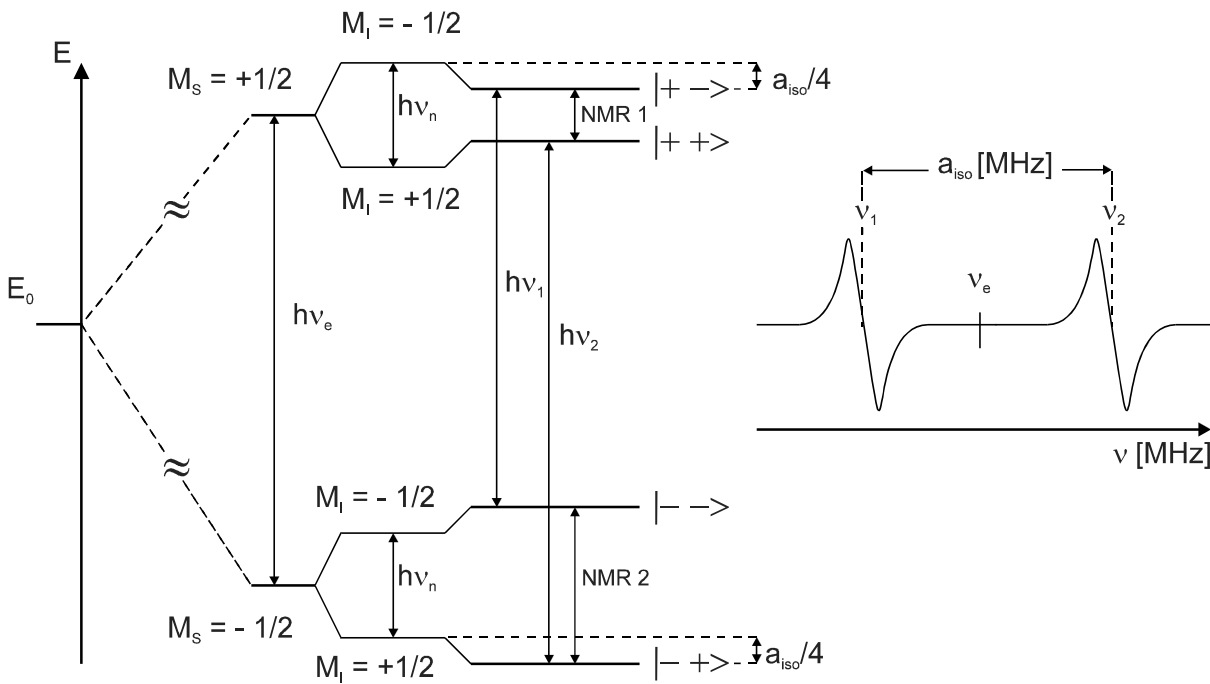 E
M_I = - 1/2
M_S = +1/2
hν_n
a_iso/4
|+ −>
NMR 1
|+ +>
M_I = +1/2
a_iso [MHz]
ν_1
ν_2
E_0
hν_e
hν_1
hν_2
ν_e
ν [MHz]
M_I = - 1/2
|− −>
hν_n
NMR 2
M_S = - 1/2
M_I = +1/2
|− +>
a_iso/4